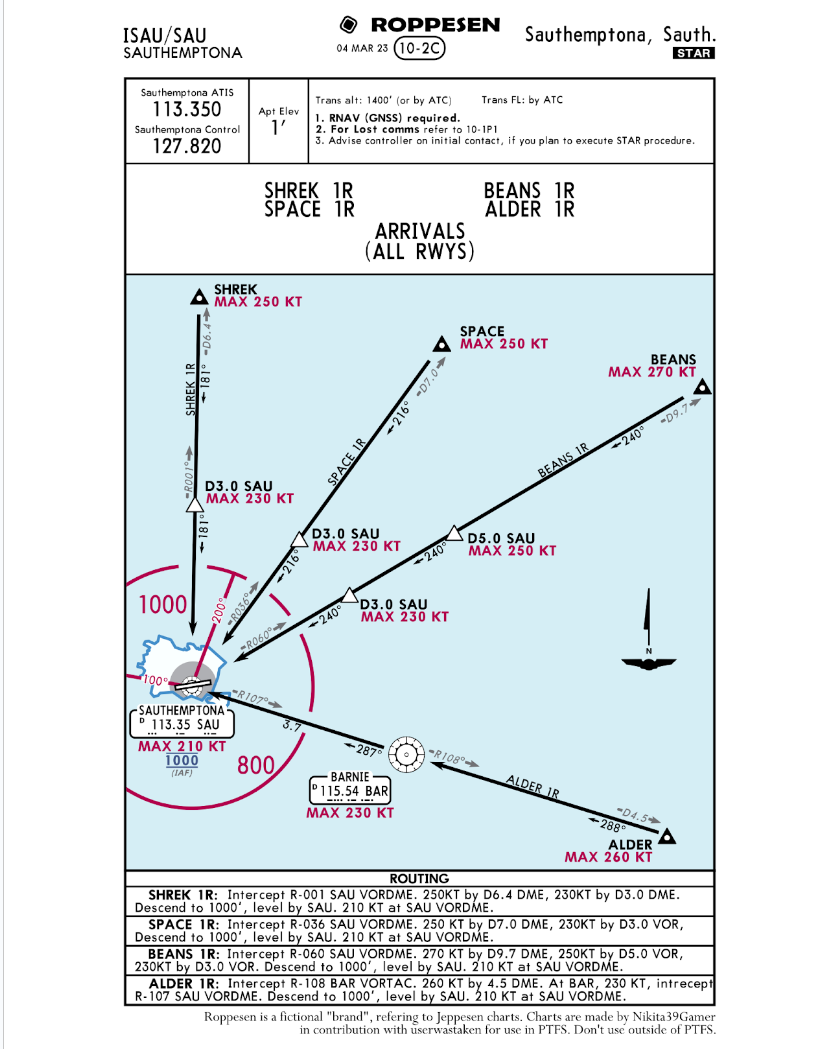 ISAU/SAU
SAUTHEMPTONA
ROPPESEN
04 MAR 23 10-2C
Sauthemptona, Sauth.
STAR
Sauthemptona ATIS
113.350
Sauthemptona Control
127.820
Apt Elev
1'
Trans alt: 1400' (or by ATC) Trans FL: by ATC
1. RNAV (GNSS) required.
2. For Lost comms refer to 10-1P1
3. Advise controller on initial contact, if you plan to execute STAR procedure.
SHREK 1R BEANS 1R
SPACE 1R ALDER 1R
ARRIVALS
(ALL RWYS)
SHREK
MAX 250 KT
D6.4
181°
SHREK 1R
R001°
D3.0 SAU
MAX 230 KT
181°
SPACE
MAX 250 KT
D7.0
216°
SPACE 1R
D3.0 SAU
MAX 230 KT
216°
R036°
BEANS
MAX 270 KT
D9.7
240°
BEANS 1R
D5.0 SAU
MAX 250 KT
240°
D3.0 SAU
MAX 230 KT
240°
R060°
1000
200°
100°
N
SAUTHEMPTONA
D 113.35 SAU
MAX 210 KT
1000
(IAF)
800
R107°
3.7
287°
BARNIE
D 115.54 BAR
MAX 230 KT
R108°
ALDER 1R
D4.5
288°
ALDER
MAX 260 KT
ROUTING
SHREK 1R: Intercept R-001 SAU VORDME. 250KT by D6.4 DME, 230KT by D3.0 DME.
Descend to 1000', level by SAU. 210 KT at SAU VORDME.
SPACE 1R: Intercept R-036 SAU VORDME. 250 KT by D7.0 DME, 230KT by D3.0 VOR,
Descend to 1000', level by SAU. 210 KT at SAU VORDME.
BEANS 1R: Intercept R-060 SAU VORDME. 270 KT by D9.7 DME, 250KT by D5.0 VOR,
230KT by D3.0 VOR. Descend to 1000', level by SAU. 210 KT at SAU VORDME.
ALDER 1R: Intercept R-108 BAR VORTAC. 260 KT by 4.5 DME. At BAR, 230 KT, intrecept
R-107 SAU VORDME. Descend to 1000', level by SAU. 210 KT at SAU VORDME.
Roppesen is a fictional "brand", refering to Jeppesen charts. Charts are made by Nikita39Gamer
in contribution with userwastaken for use in PTFS. Don't use outside of PTFS.